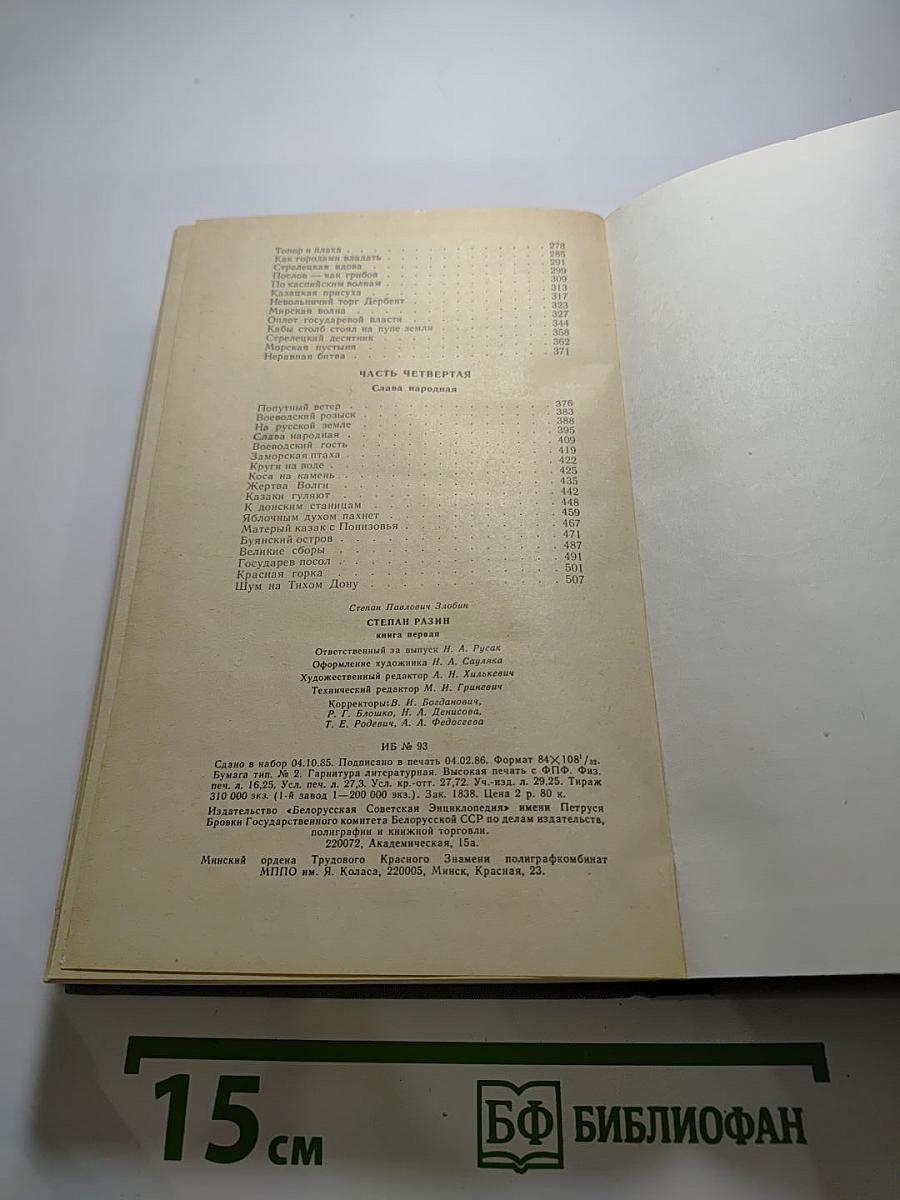 Топор и плаха 278
Как городами владать 285
Стрелецкая вдова 291
Послов — как грибов 299
По каспийским волнам 309
Казацкая присуха 313
Невольничий торг Дербент 317
Мирская волна 323
Оплот государевой власти 327
Кабы столб стоял на пупе земли 344
Стрелецкий десятник 358
Морская пустыня 362
Неравная битва 371
ЧАСТЬ ЧЕТВЕРТАЯ
Слава народная
Попутный ветер 376
Воеводский розыск 383
На русской земле 388
Слава народная 395
Воеводский гость 409
Заморская птаха 419
Круги на воде 422
Коса на камень 425
Жертва Волги 435
Казаки гуляют 442
К донским станицам 448
Яблочным духом пахнет 459
Матерый казак с Понизовья 467
Буянский остров 471
Великие сборы 487
Государев посол 491
Красная горка 501
Шум на Тихом Дону 507
Степан Павлович Злобин
СТЕПАН РАЗИН
книга первая
Ответственный за выпуск Н. А. Русак
Оформление художника Н. А. Сауляка
Художественный редактор А. Н. Хилькевич
Технический редактор М. И. Гриневич
Корректоры: В. И. Богданович,
Р. Г. Блошко, Н. А. Денисова,
Т. Е. Родевич, А. А. Федосеева
ИБ № 93
Сдано в набор 04.10.85. Подписано в печать 04.02.86. Формат 84×108¹/₃₂.
Бумага тип. № 2. Гарнитура литературная. Высокая печать с ФПФ. Физ.
печ. л. 16,25. Усл. печ. л. 27,3. Усл. кр.-отт. 27,72. Уч.-изд. л. 29,25. Тираж
310 000 экз. (1-й завод 1—200 000 экз.). Зак. 1838. Цена 2 р. 80 к.
Издательство «Белорусская Советская Энциклопедия» имени Петруся
Бровки Государственного комитета Белорусской ССР по делам издательств,
полиграфии и книжной торговли.
220072, Академическая, 15а.
Минский ордена Трудового Красного Знамени полиграфкомбинат
МППО им. Я. Коласа, 220005, Минск, Красная, 23.
15 см
БФ БИБЛИОФАН